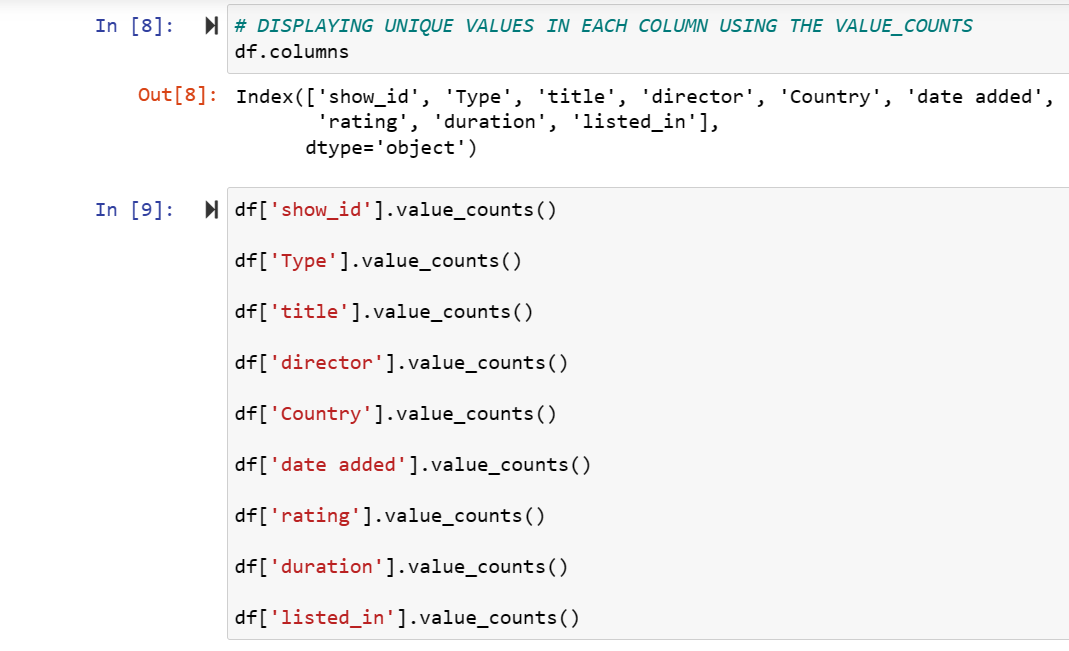 In [8]: # DISPLAYING UNIQUE VALUES IN EACH COLUMN USING THE VALUE_COUNTS
df.columns
Out[8]: Index(['show_id', 'Type', 'title', 'director', 'Country', 'date added',
'rating', 'duration', 'listed_in'],
dtype='object')
In [9]: df['show_id'].value_counts()
df['Type'].value_counts()
df['title'].value_counts()
df['director'].value_counts()
df['Country'].value_counts()
df['date added'].value_counts()
df['rating'].value_counts()
df['duration'].value_counts()
df['listed_in'].value_counts()